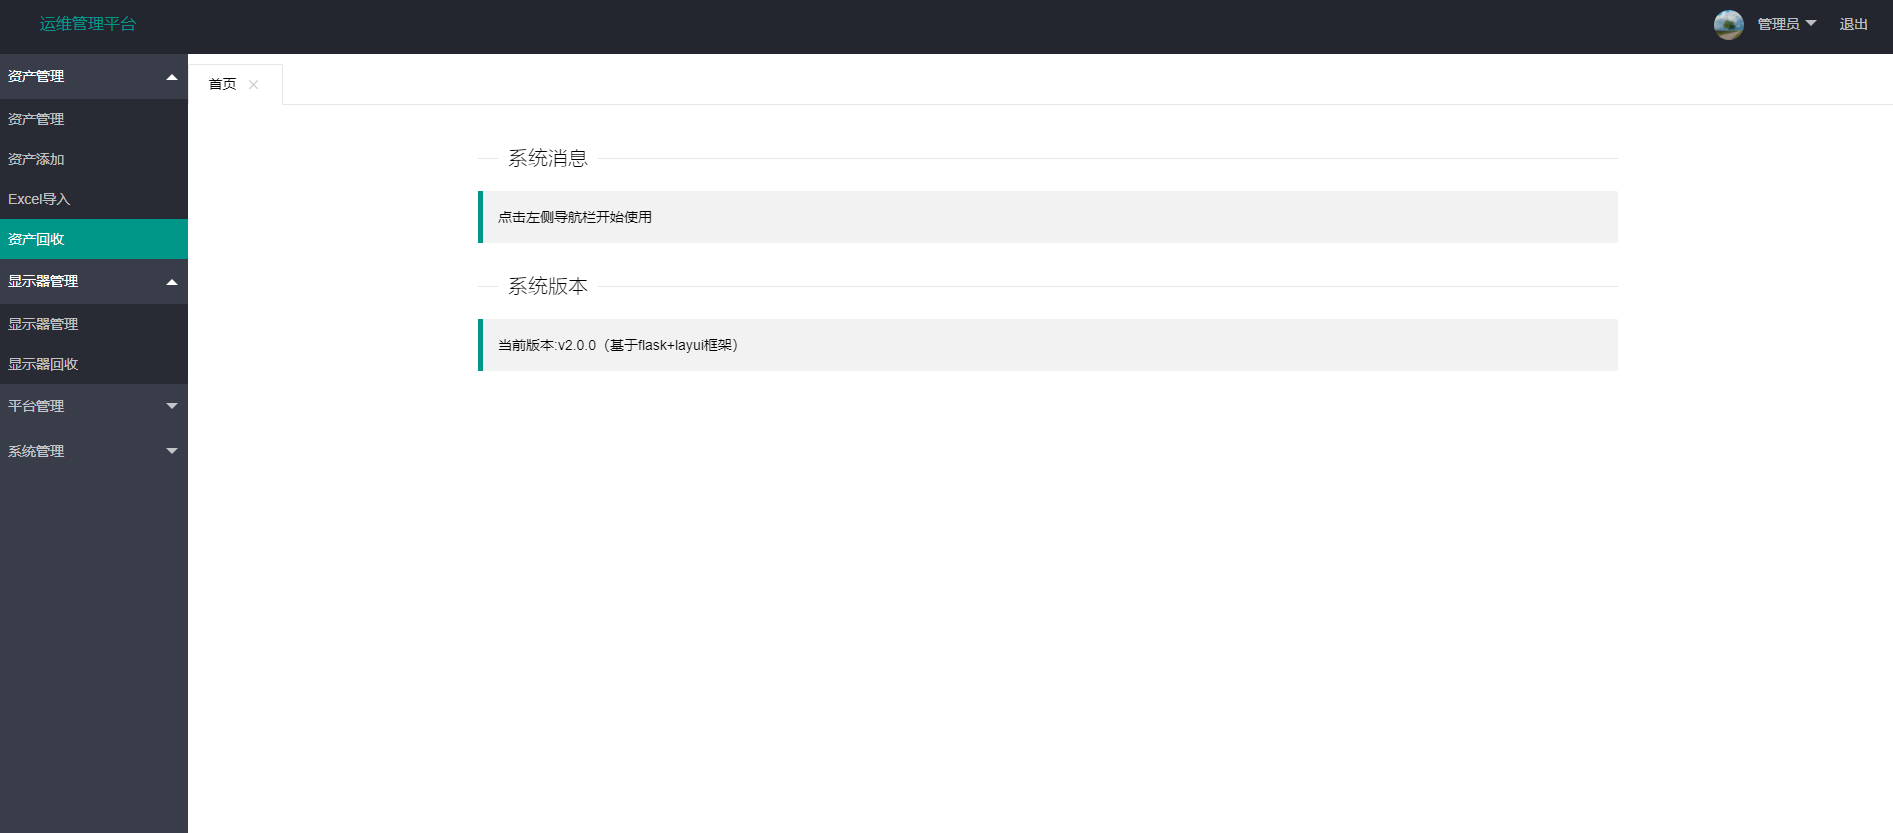 运维管理平台
管理员
退出
资产管理
资产管理
资产添加
Excel导入
资产回收
显示器管理
显示器管理
显示器回收
平台管理
系统管理
首页
系统消息
点击左侧导航栏开始使用
系统版本
当前版本:v2.0.0（基于flask+layui框架）